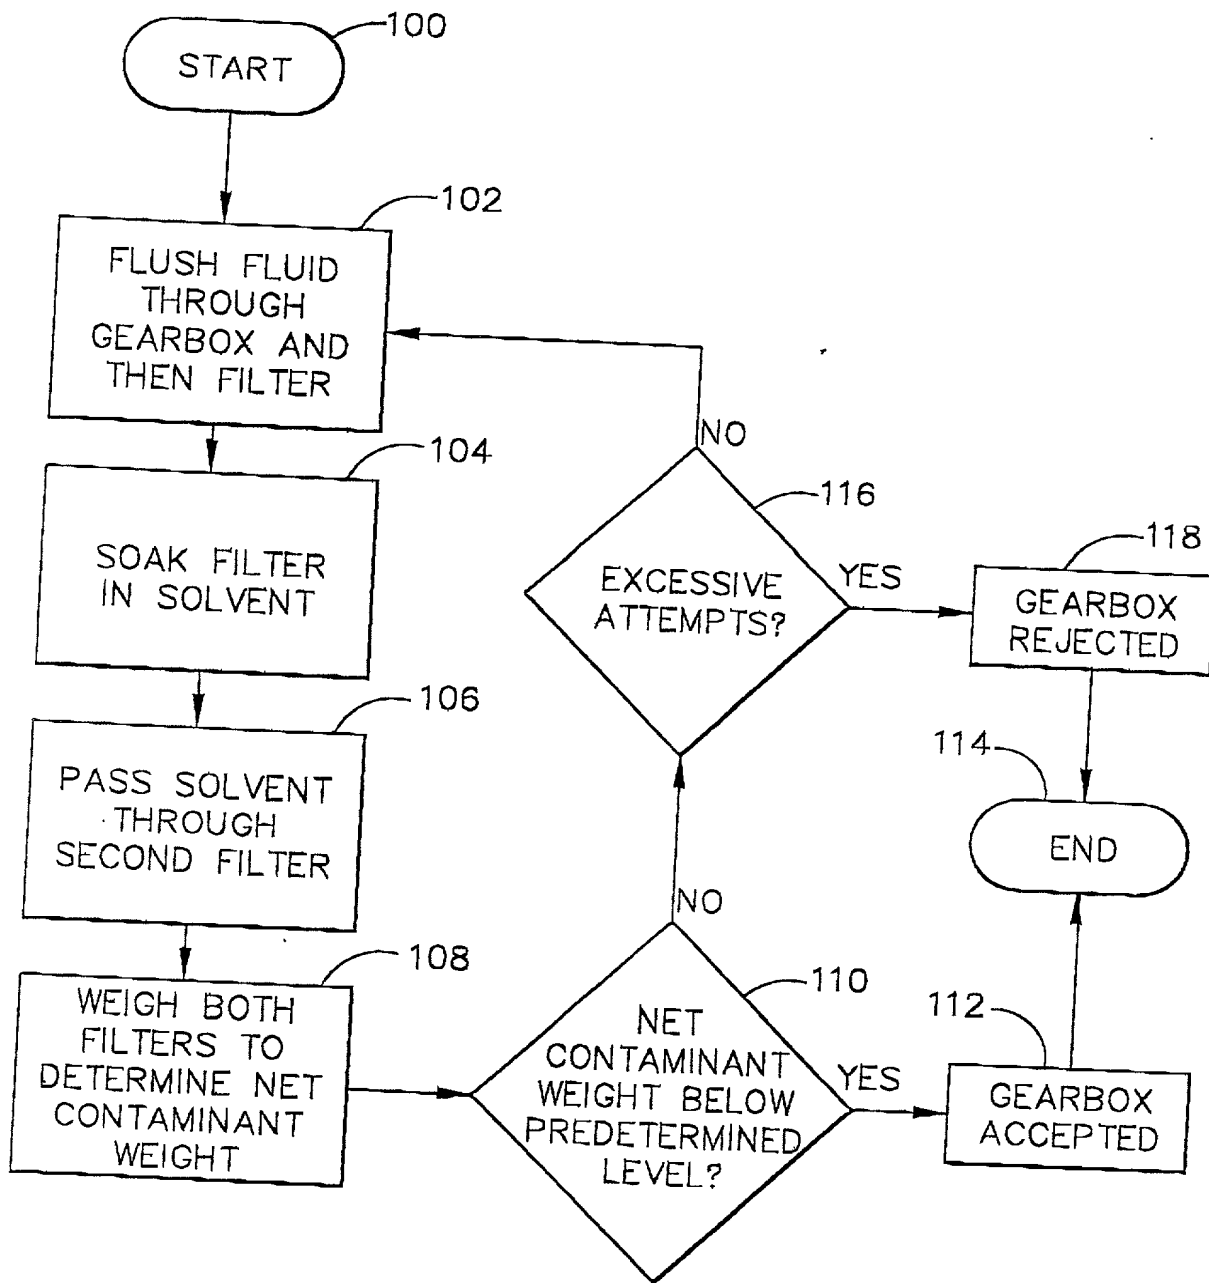 START
100
102
FLUSH FLUID
THROUGH
GEARBOX AND
THEN FILTER
104
SOAK FILTER
IN SOLVENT
106
PASS SOLVENT
THROUGH
SECOND FILTER
108
WEIGH BOTH
FILTERS TO
DETERMINE NET
CONTAMINANT
WEIGHT
110
NET
CONTAMINANT
WEIGHT BELOW
PREDETERMINED
LEVEL?
YES
NO
112
GEARBOX
ACCEPTED
116
EXCESSIVE
ATTEMPTS?
NO
YES
118
GEARBOX
REJECTED
114
END